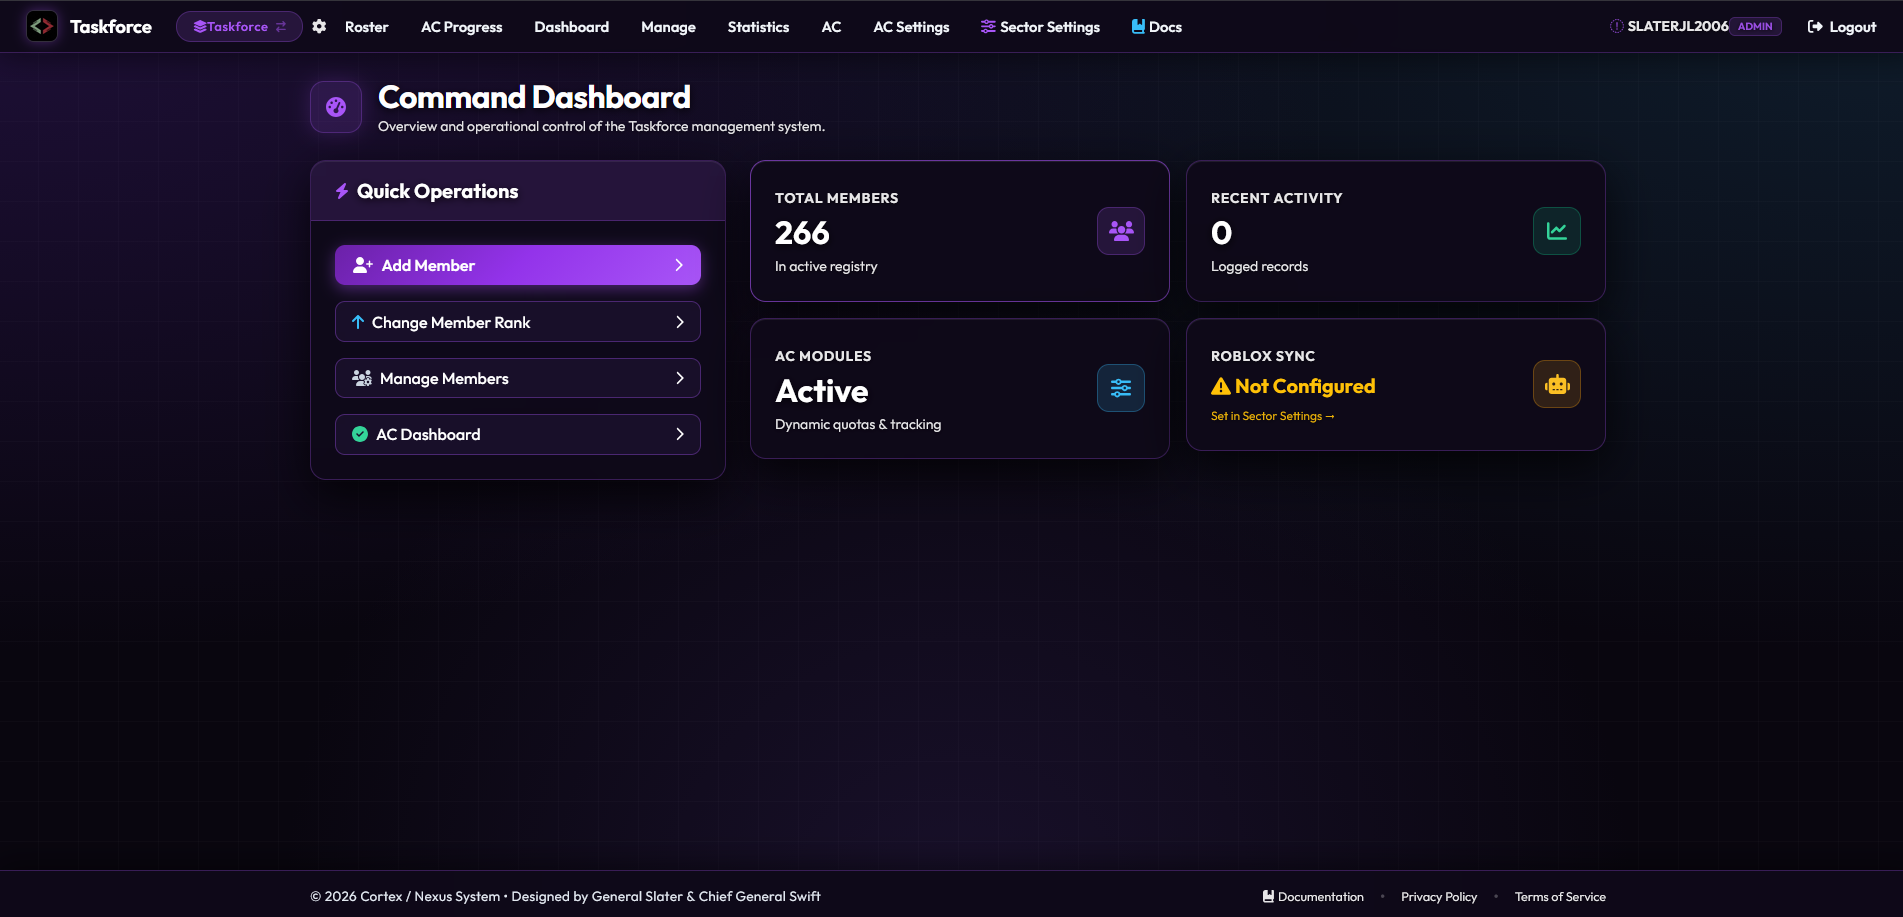 Taskforce
Taskforce
Roster
AC Progress
Dashboard
Manage
Statistics
AC
AC Settings
Sector Settings
Docs
SLATERJL2006
ADMIN
Logout
Command Dashboard
Overview and operational control of the Taskforce management system.
Quick Operations
Add Member
Change Member Rank
Manage Members
AC Dashboard
TOTAL MEMBERS
266
In active registry
RECENT ACTIVITY
0
Logged records
AC MODULES
Active
Dynamic quotas & tracking
ROBLOX SYNC
Not Configured
Set in Sector Settings →
© 2026 Cortex / Nexus System • Designed by General Slater & Chief General Swift
Documentation • Privacy Policy • Terms of Service